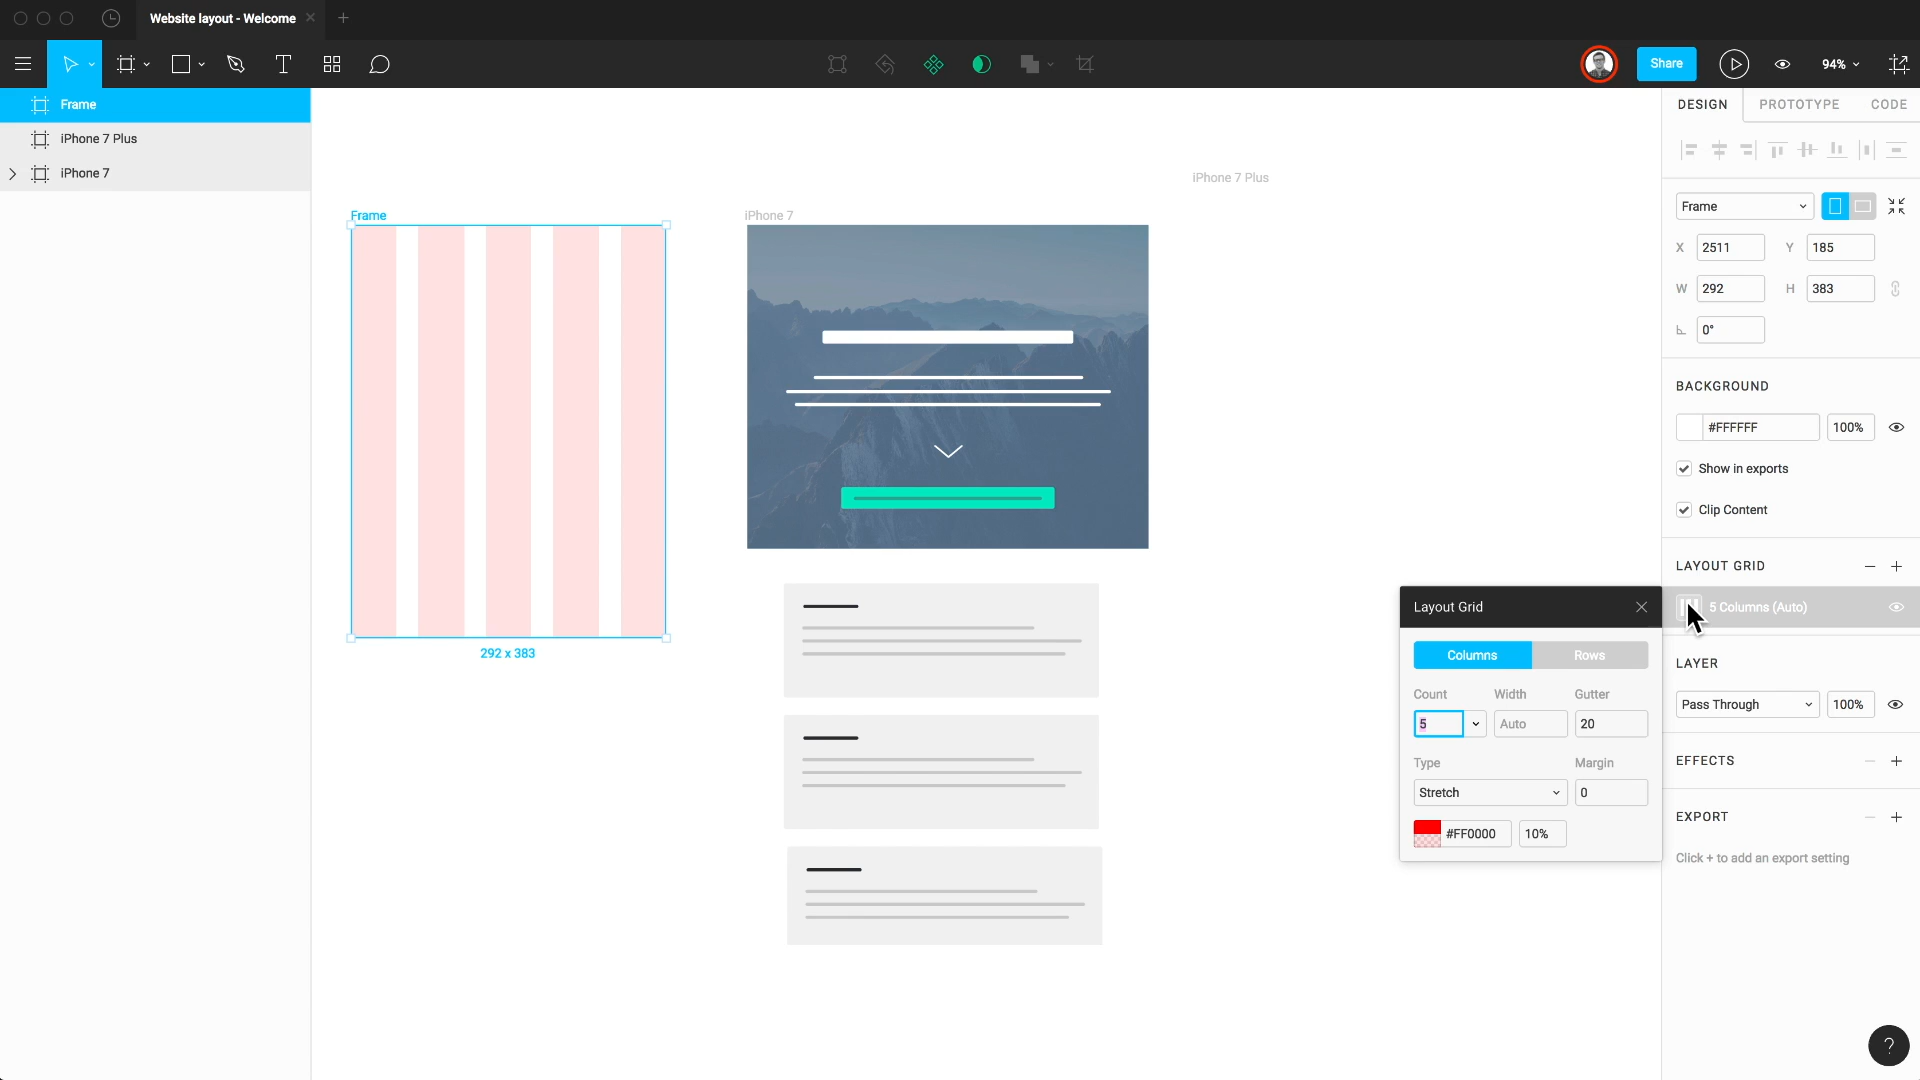 Website layout - Welcome
Share
94%
Frame
iPhone 7 Plus
iPhone 7
Frame
292 x 383
iPhone 7
iPhone 7 Plus
DESIGN
PROTOTYPE
CODE
Frame
X 2511 Y 185
W 292 H 383
0°
BACKGROUND
#FFFFFF 100%
Show in exports
Clip Content
LAYOUT GRID
5 Columns (Auto)
LAYER
Pass Through 100%
EFFECTS
EXPORT
Click + to add an export setting
Layout Grid
Columns Rows
Count Width Gutter
5 Auto 20
Type Margin
Stretch 0
#FF0000 10%
?